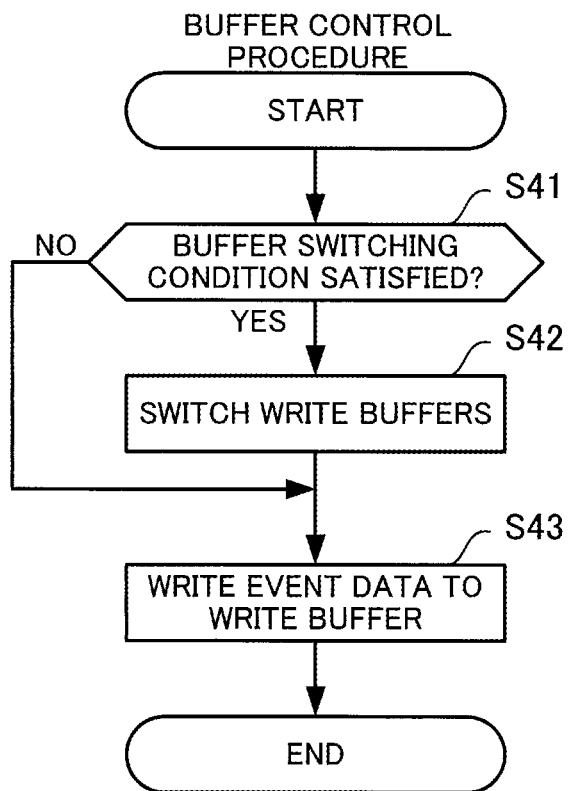 BUFFER CONTROL
PROCEDURE
START
S41
NO
BUFFER SWITCHING
CONDITION SATISFIED?
YES
S42
SWITCH WRITE BUFFERS
S43
WRITE EVENT DATA TO
WRITE BUFFER
END